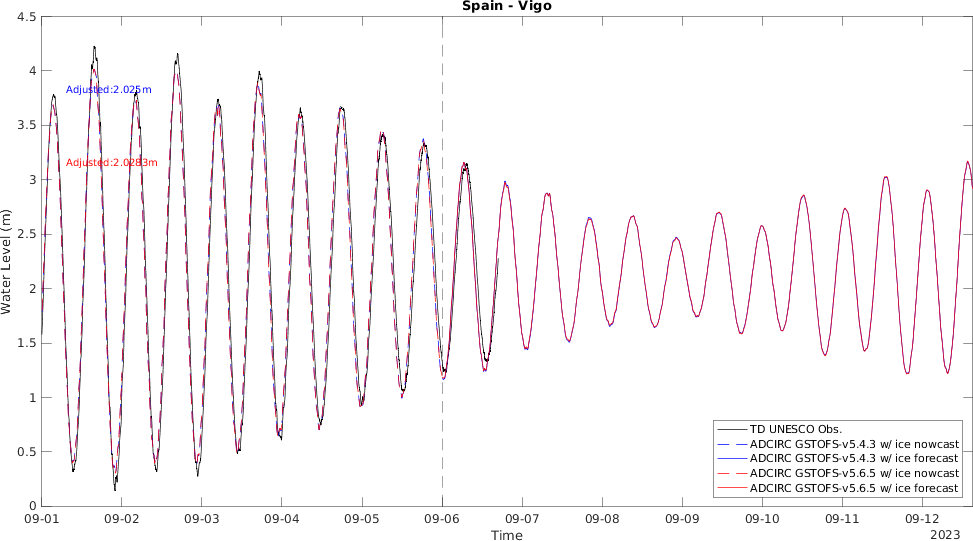 Spain - Vigo
4.5
4
3.5
3
2.5
2
1.5
1
0.5
0
Water Level (m)
Adjusted:2.025m
Adjusted:2.0283m
TD UNESCO Obs.
ADCIRC GSTOFS-v5.4.3 w/ ice nowcast
ADCIRC GSTOFS-v5.4.3 w/ ice forecast
ADCIRC GSTOFS-v5.6.5 w/ ice nowcast
ADCIRC GSTOFS-v5.6.5 w/ ice forecast
09-01 09-02 09-03 09-04 09-05 09-06 09-07 09-08 09-09 09-10 09-11 09-12
Time
2023